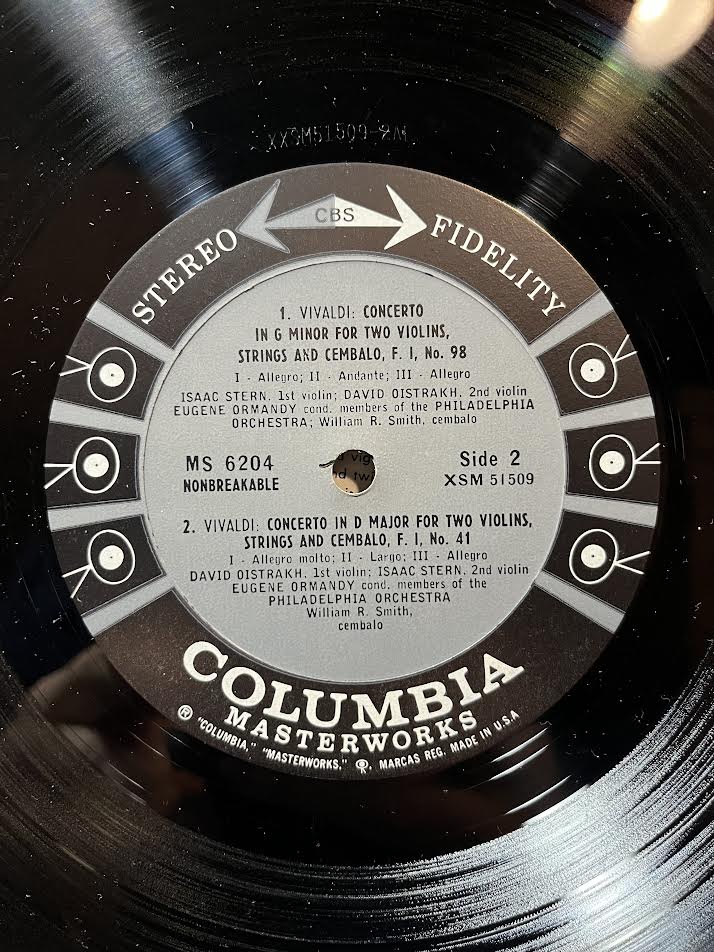 XXSM51509-2A
STEREO CBS FIDELITY
1. VIVALDI: CONCERTO
IN G MINOR FOR TWO VIOLINS,
STRINGS AND CEMBALO, F. I, No. 98
I - Allegro; II - Andante; III - Allegro
ISAAC STERN, 1st violin; DAVID OISTRAKH, 2nd violin
EUGENE ORMANDY cond. members of the PHILADELPHIA
ORCHESTRA; William R. Smith, cembalo
MS 6204
NONBREAKABLE
Side 2
XSM 51509
2. VIVALDI: CONCERTO IN D MAJOR FOR TWO VIOLINS,
STRINGS AND CEMBALO, F. I, No. 41
I - Allegro molto; II - Largo; III - Allegro
DAVID OISTRAKH, 1st violin; ISAAC STERN, 2nd violin
EUGENE ORMANDY cond. members of the
PHILADELPHIA ORCHESTRA
William R. Smith,
cembalo
COLUMBIA
MASTERWORKS
® "COLUMBIA," "MASTERWORKS," MARCAS REG. MADE IN U.S.A